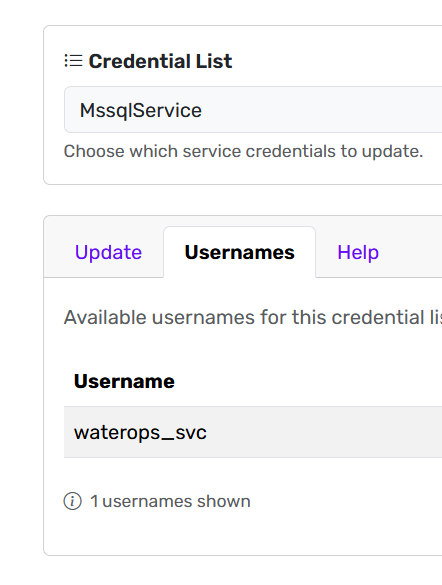 Credential List
MssqlService
Choose which service credentials to update.
Update Usernames Help
Available usernames for this credential
Username
waterops_svc
1 usernames shown